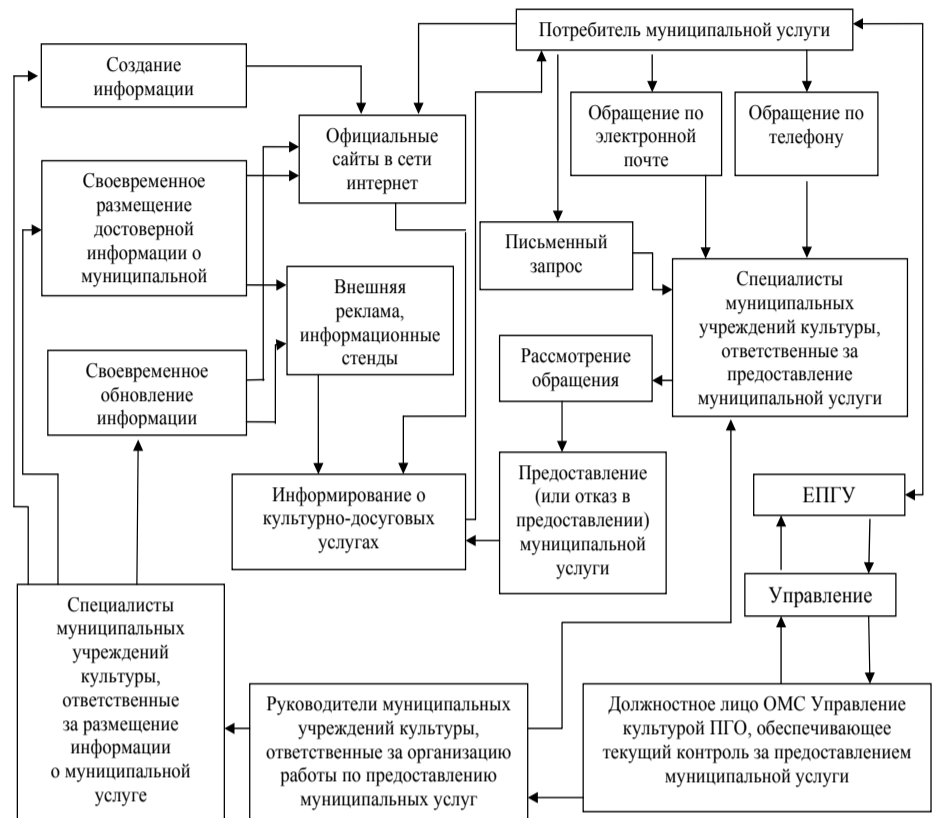 Потребитель муниципальной услуги
Создание
информации
Обращение по
электронной
почте
Обращение по
телефону
Официальные
сайты в сети
интернет
Своевременное
размещение
достоверной
информации о
муниципальной
Письменный
запрос
Специалисты
муниципальных
учреждений культуры,
ответственные за
предоставление
муниципальной услуги
Внешняя
реклама,
информационные
стенды
Рассмотрение
обращения
Своевременное
обновление
информации
Предоставление
(или отказ в
предоставлении)
муниципальной
услуги
Информирование о
культурно-досуговых
услугах
ЕПГУ
Управление
Специалисты
муниципальных
учреждений
культуры,
ответственные
за размещение
информации
о муниципальной
услуге
Руководители муниципальных
учреждений культуры,
ответственные за организацию
работы по предоставлению
муниципальных услуг
Должностное лицо ОМС Управление
культурой ПГО, обеспечивающее
текущий контроль за предоставлением
муниципальной услуги